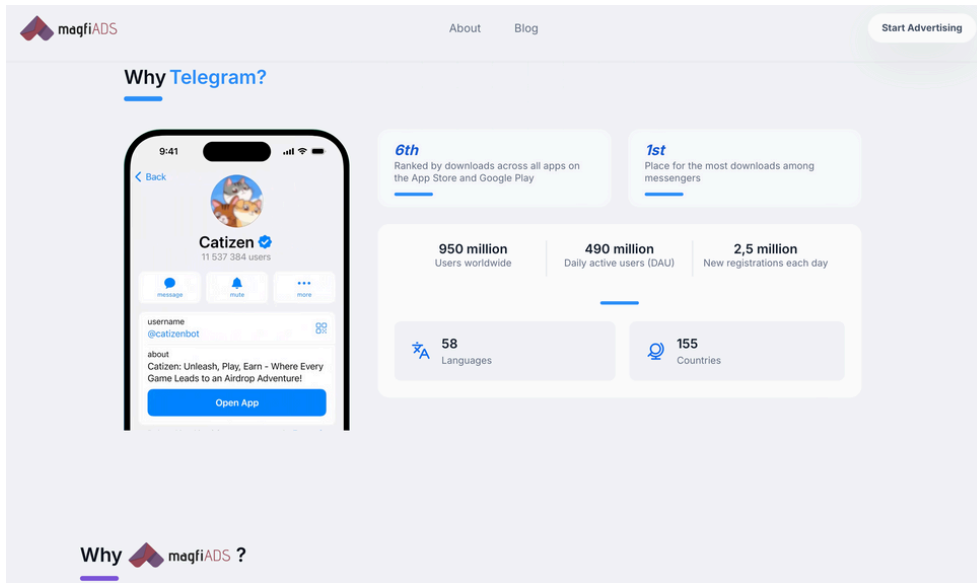 maqfiADS
About
Blog
Start Advertising
Why Telegram?
9:41
Back
Catizen
11 537 384 users
message
mute
more
username
@catizenbot
about
Catizen: Unleash, Play, Earn - Where Every
Game Leads to an Airdrop Adventure!
Open App
6th
Ranked by downloads across all apps on
the App Store and Google Play
1st
Place for the most downloads among
messengers
950 million
Users worldwide
490 million
Daily active users (DAU)
2,5 million
New registrations each day
58
Languages
155
Countries
Why maqfiADS ?